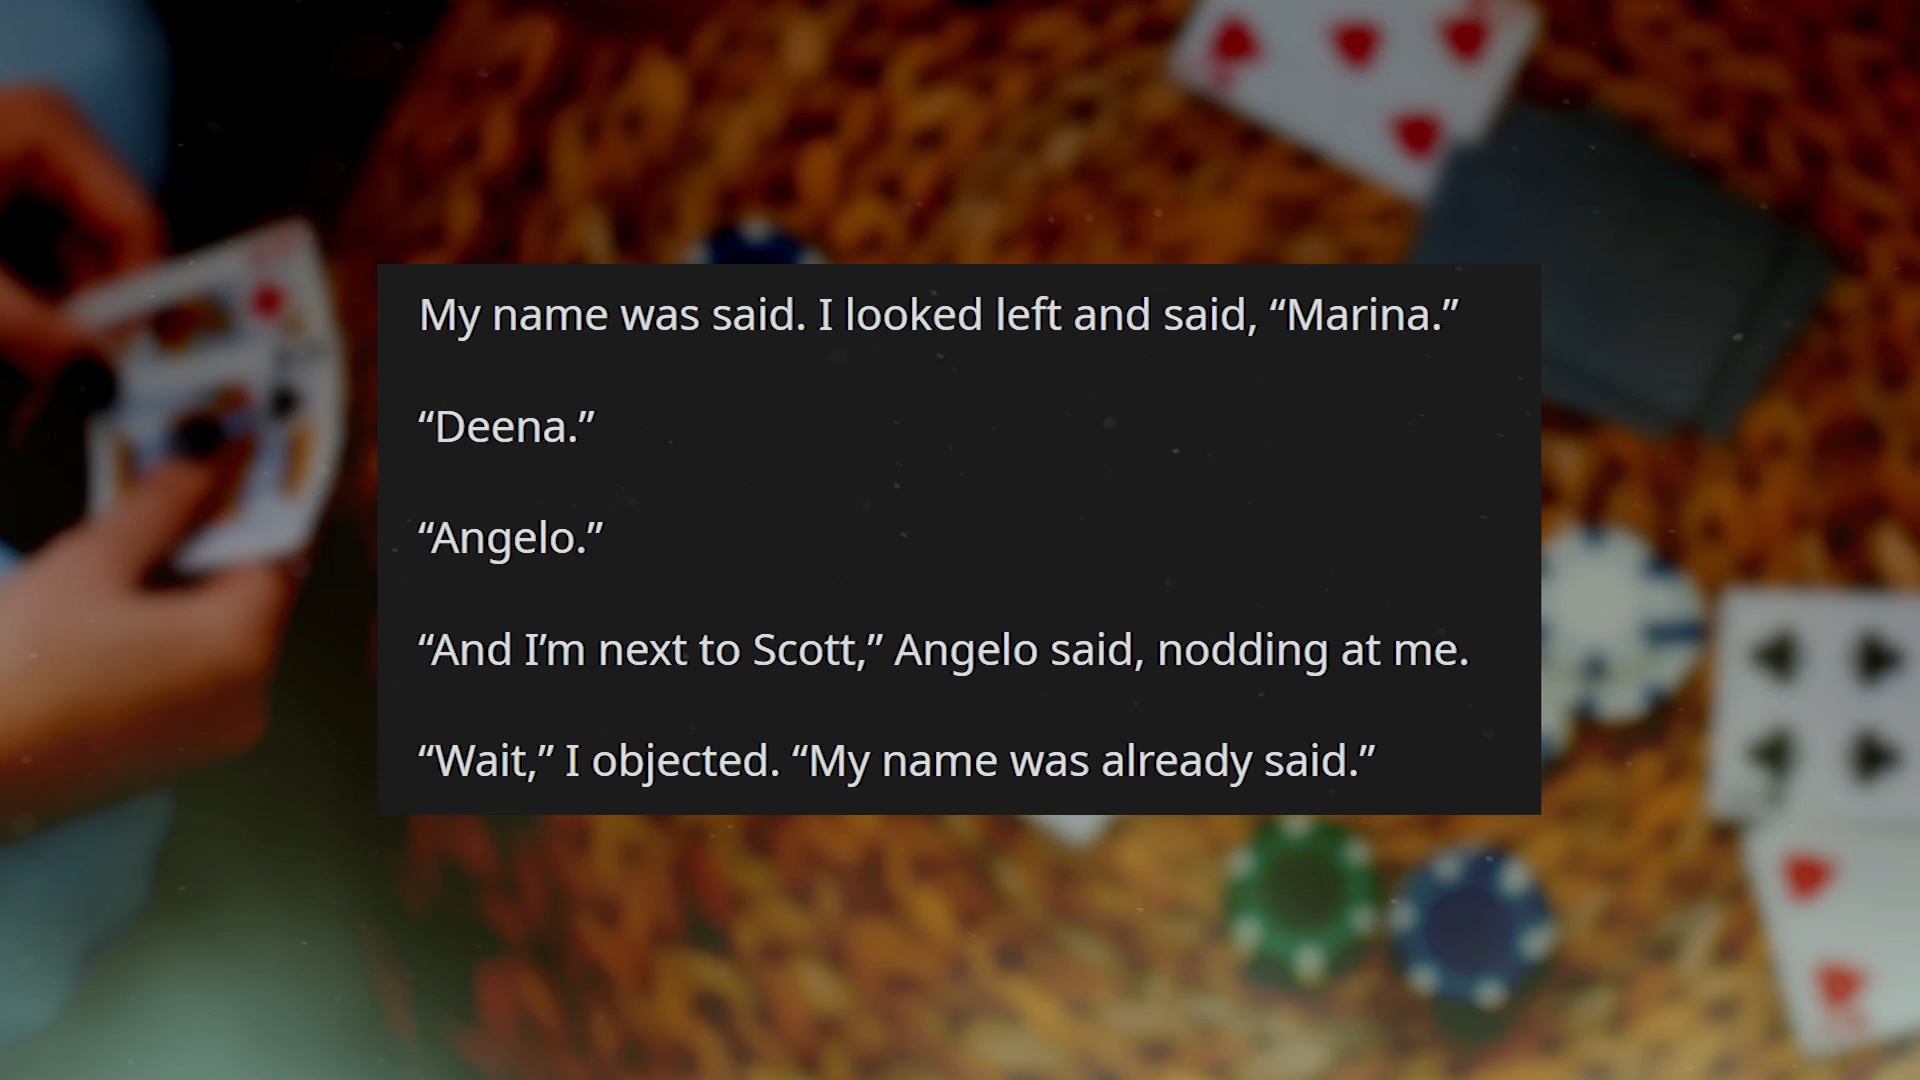 My name was said. I looked left and said, “Marina.”
“Deena.”
“Angelo.”
“And I’m next to Scott,” Angelo said, nodding at me.
“Wait,” I objected. “My name was already said.”